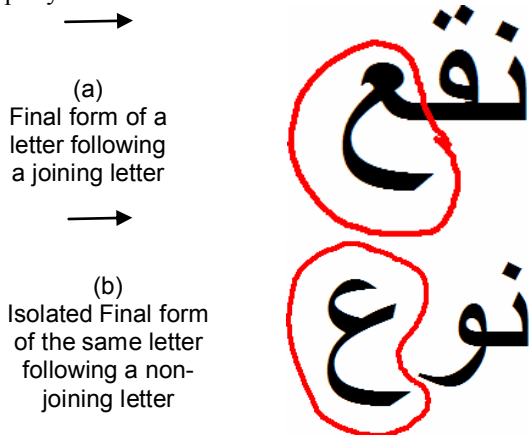 (a)
Final form of a
letter following
a joining letter
نقع
(b)
Isolated Final form
of the same letter
following a non-
joining letter
نوع